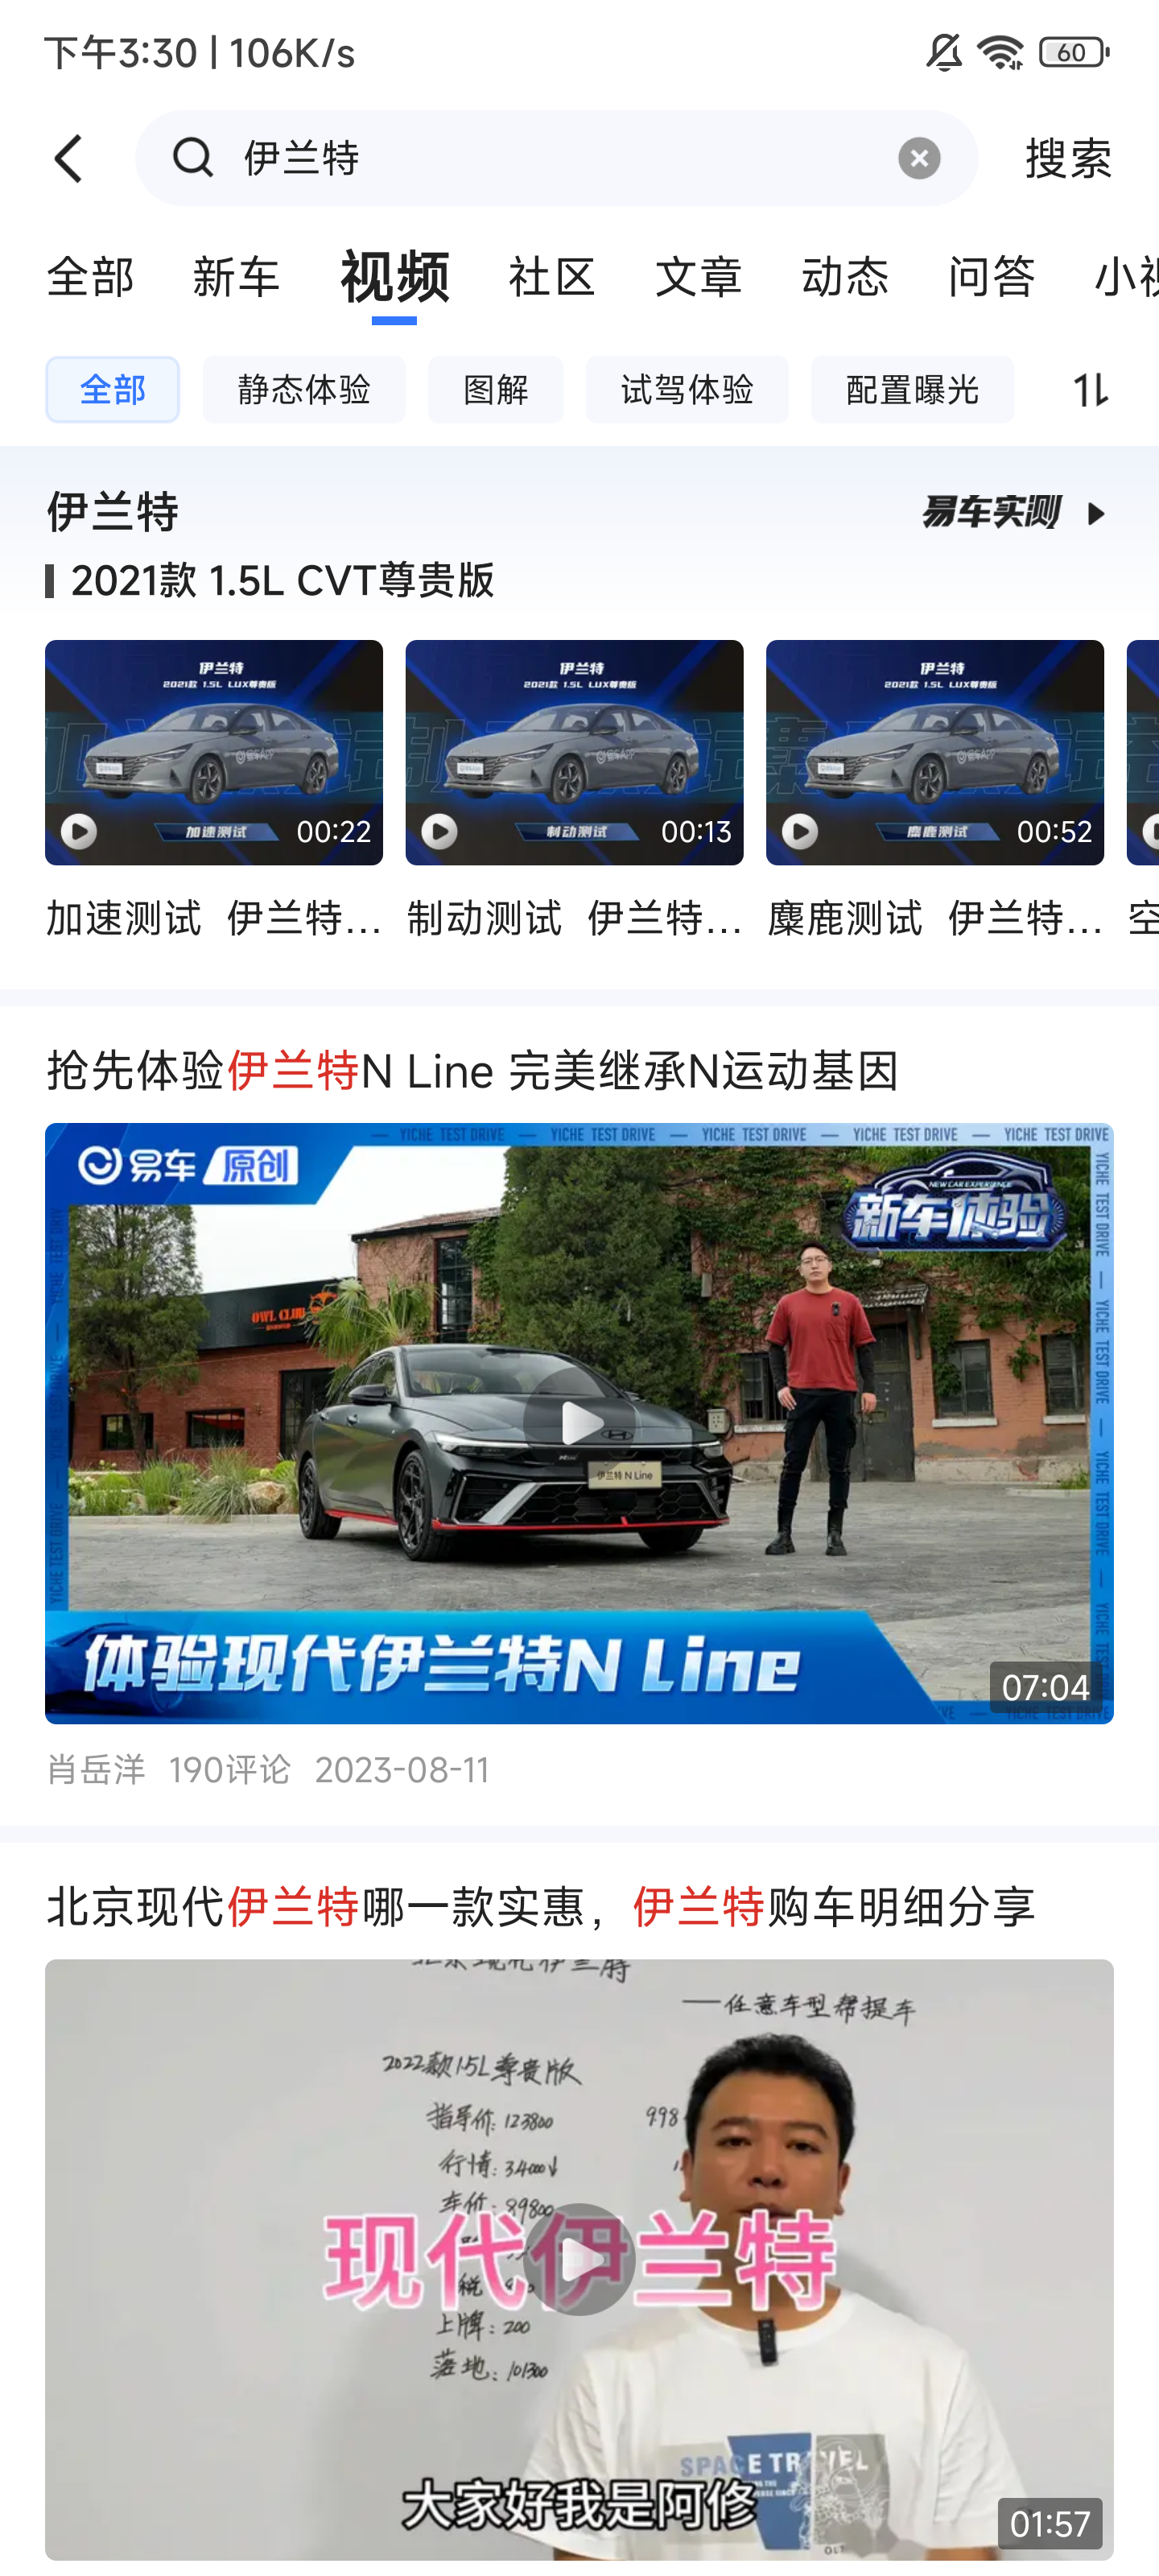 下午3:30 | 106K/s
60
伊兰特
搜索
全部 新车 视频 社区 文章 动态 问答
全部 静态体验 图解 试驾体验 配置曝光
伊兰特
易车实测
2021款 1.5L CVT尊贵版
伊兰特 伊兰特 伊兰特
2021款 1.5L LUX尊贵版 2021款 1.5L LUX尊贵版 2021款 1.5L LUX尊贵版
加速测试 00:22 制动测试 00:13 麋鹿测试 00:52
加速测试 伊兰特... 制动测试 伊兰特... 麋鹿测试 伊兰特... 空
抢先体验伊兰特N Line 完美继承N运动基因
YICHE TEST DRIVE — YICHE TEST DRIVE — YICHE TEST DRIVE — YICHE TEST DRIVE — YICHE TEST DRIVE
易车 原创
NEW CAR EXPERIENCE
新车体验
OWL CLUB
伊兰特 N Line
体验现代伊兰特N Line
07:04
肖岳洋 190评论 2023-08-11
北京现代伊兰特哪一款实惠，伊兰特购车明细分享
北京现代伊兰特
——任意车型帮提车
2022款1.5L尊贵版
指导价: 123800
998
行情: 34000↓
车价: 89800
现代伊兰特
税
上牌: 200
落地: 101300
SPACE TRAVEL
大家好我是阿修
01:57